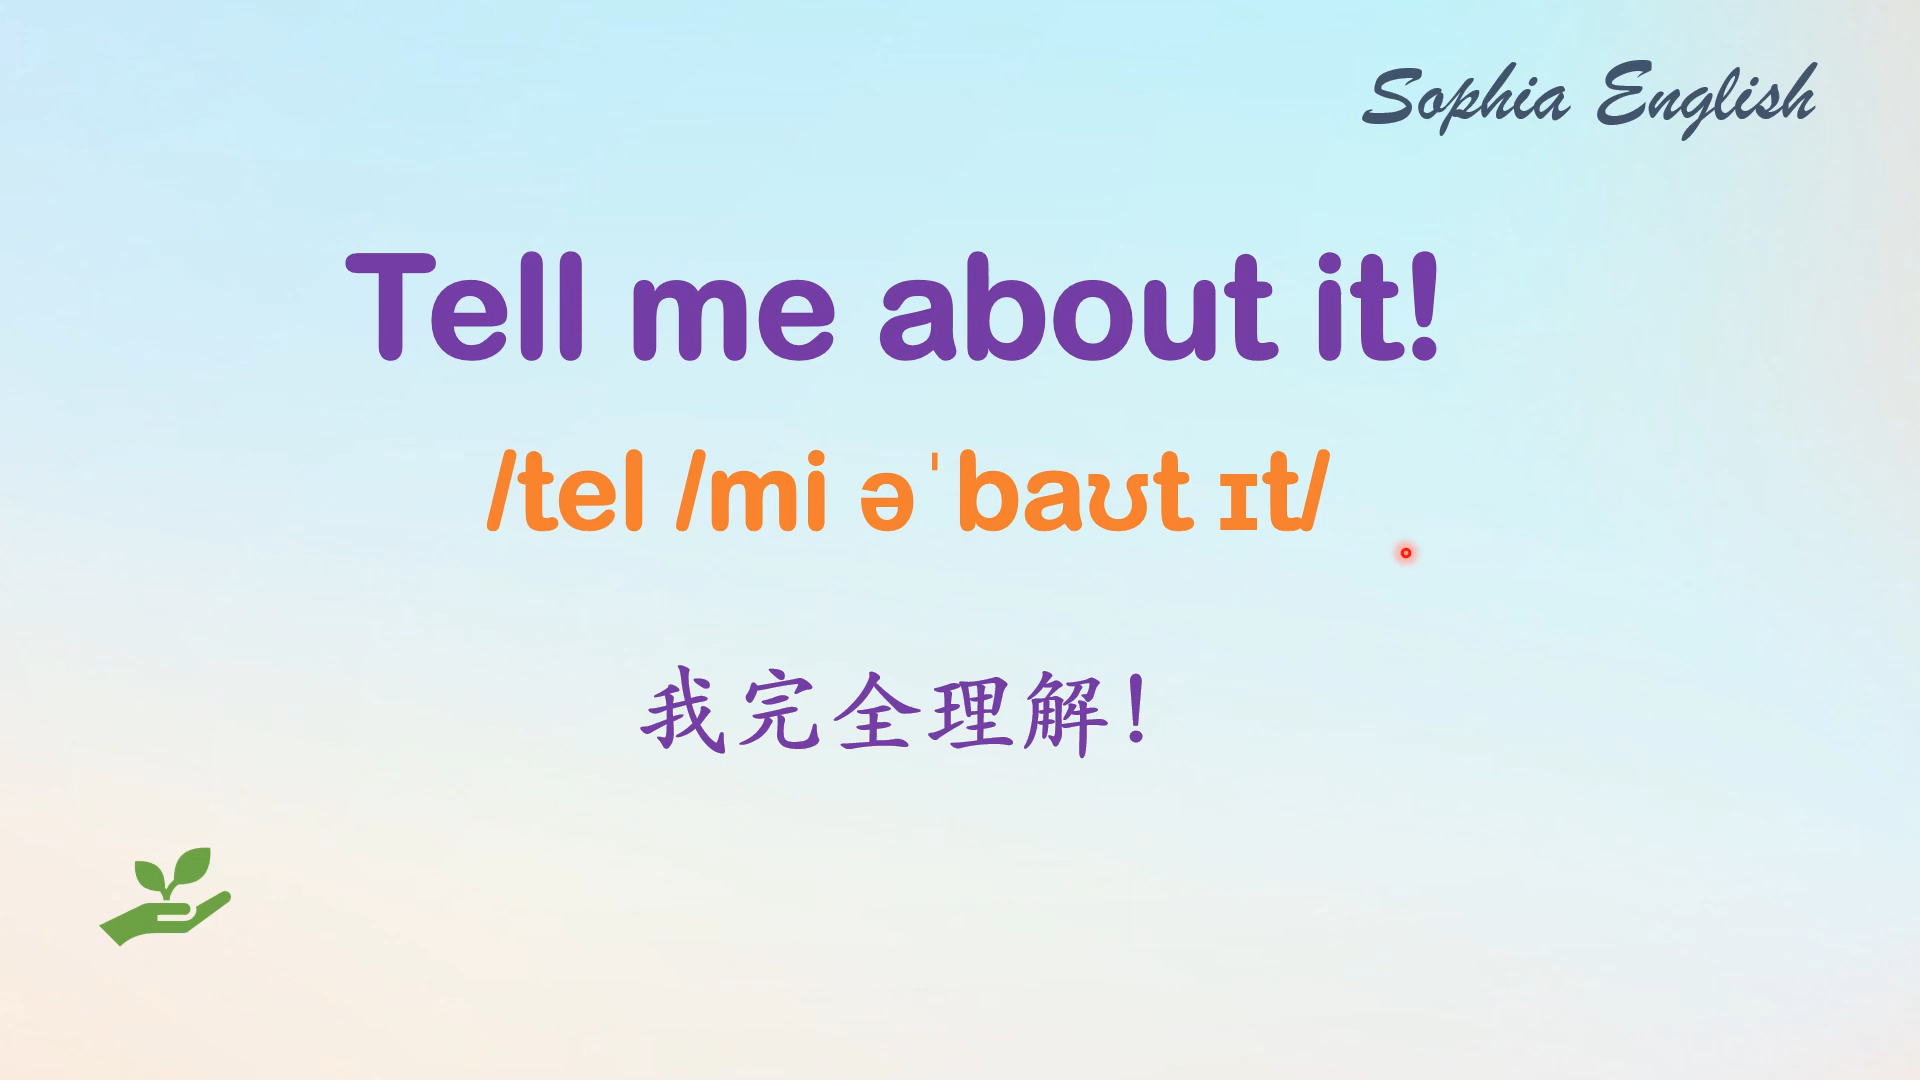 Sophia English
Tell me about it!
/tel /mi əˈbaʊt ɪt/
我完全理解！